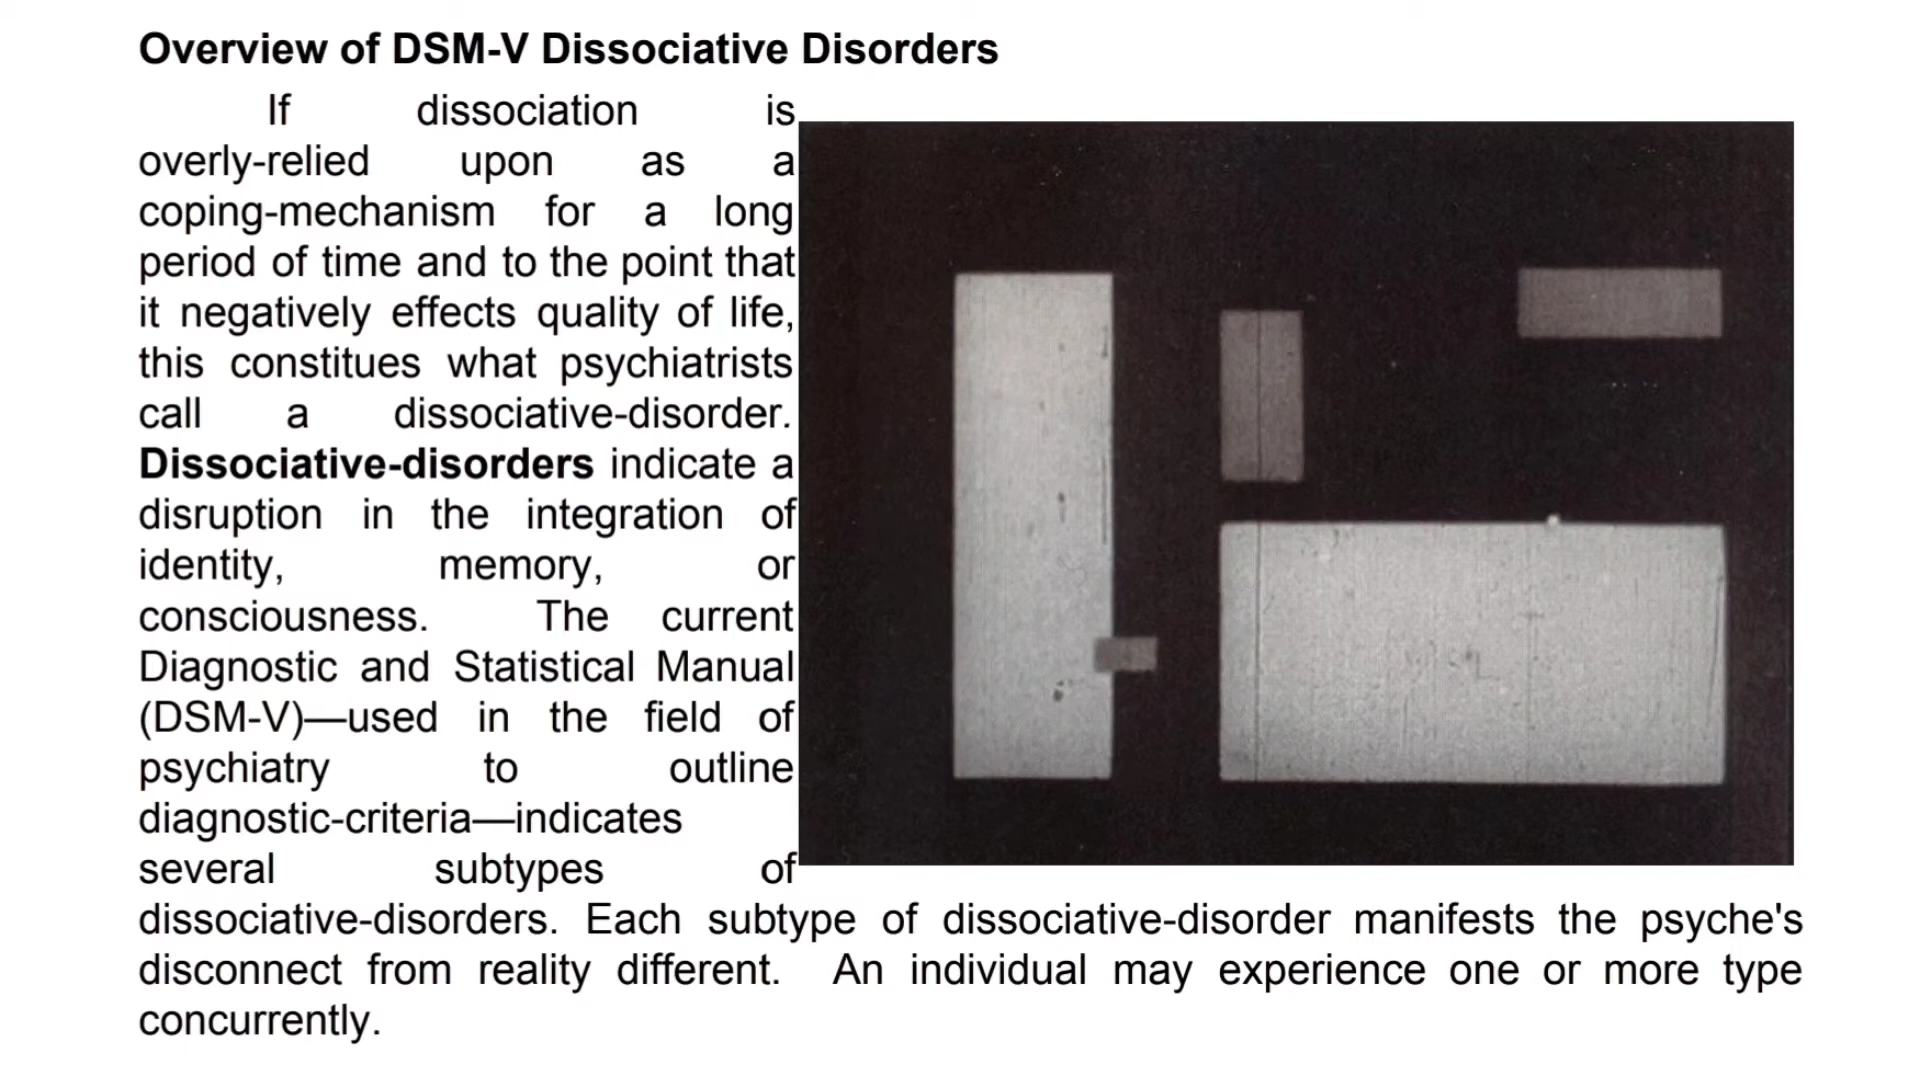 Overview of DSM-V Dissociative Disorders
If dissociation is
overly-relied upon as a
coping-mechanism for a long
period of time and to the point that
it negatively effects quality of life,
this constitues what psychiatrists
call a dissociative-disorder.
Dissociative-disorders indicate a
disruption in the integration of
identity, memory, or
consciousness. The current
Diagnostic and Statistical Manual
(DSM-V)—used in the field of
psychiatry to outline
diagnostic-criteria—indicates
several subtypes of
dissociative-disorders. Each subtype of dissociative-disorder manifests the psyche's
disconnect from reality different. An individual may experience one or more type
concurrently.